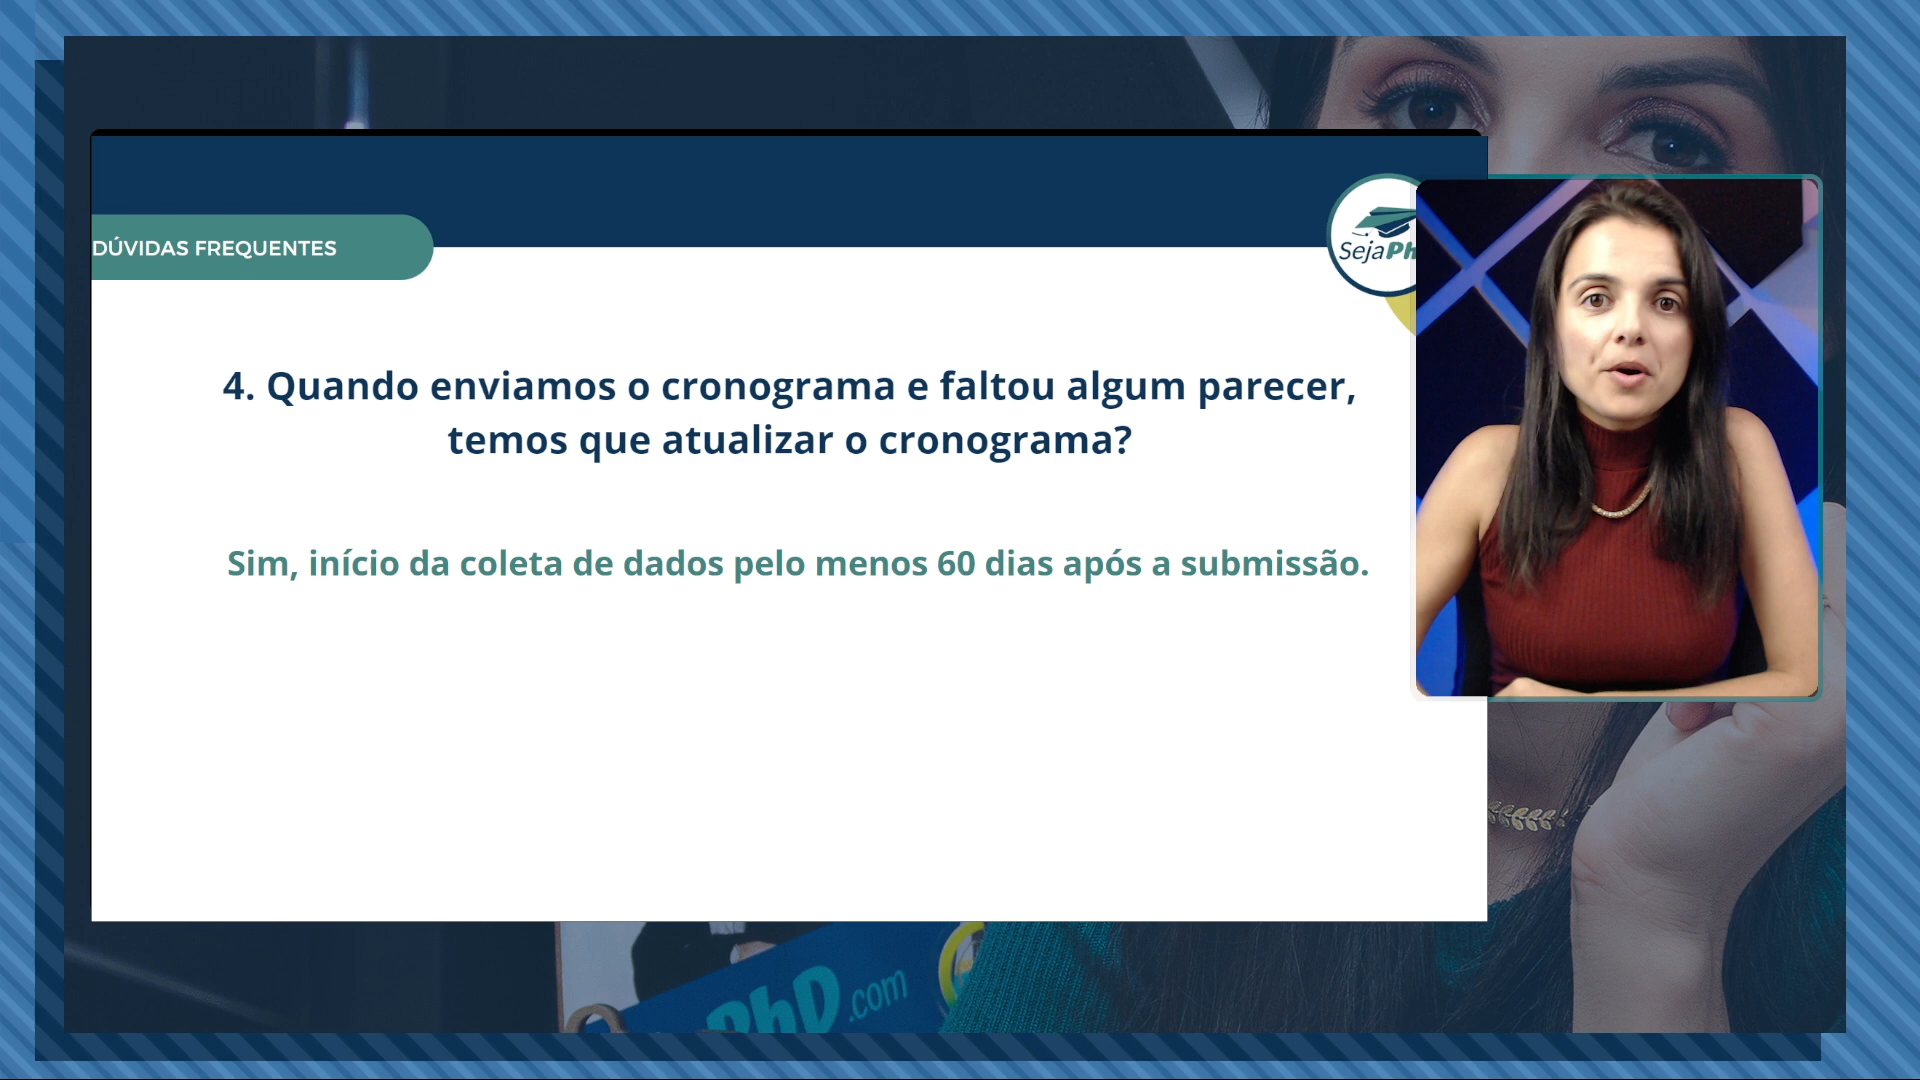 DÚVIDAS FREQUENTES
SejaPh
4. Quando enviamos o cronograma e faltou algum parecer,
temos que atualizar o cronograma?
Sim, início da coleta de dados pelo menos 60 dias após a submissão.
PhD.com